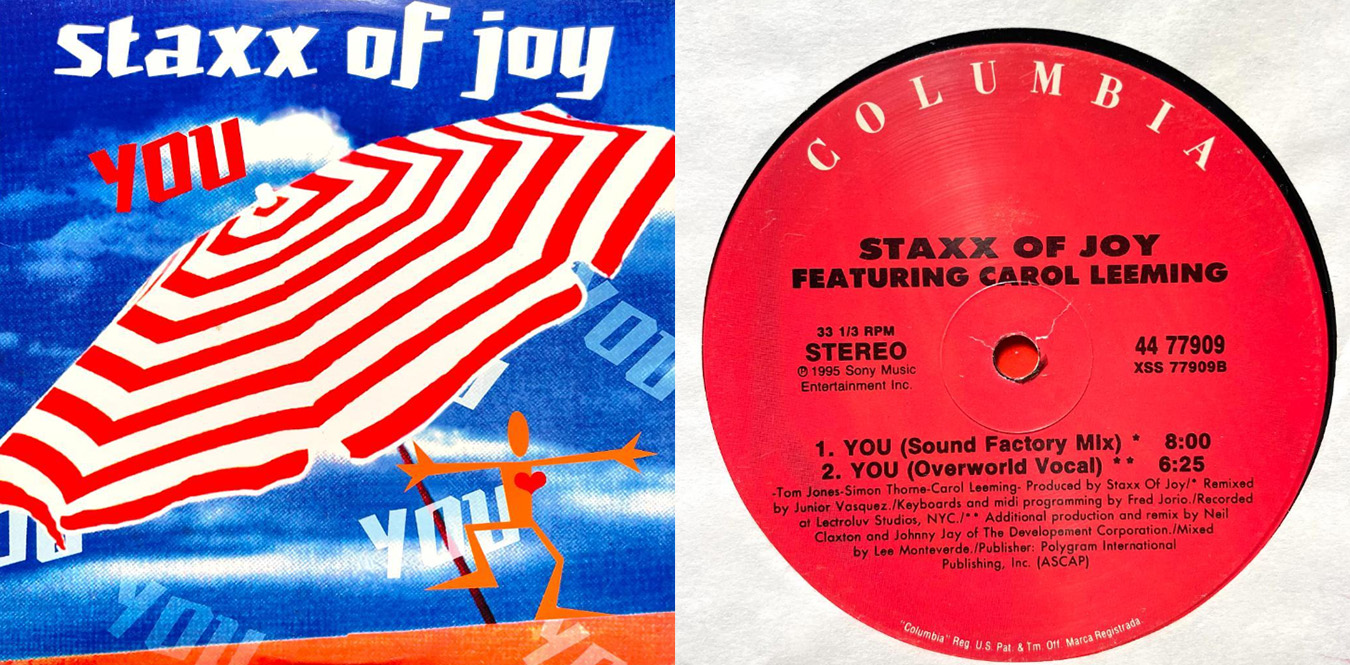 staxx of joy
YOU
YOU
YOU
YOU
YOU
YOU
COLUMBIA
STAXX OF JOY
FEATURING CAROL LEEMING
33 1/3 RPM
STEREO
℗ 1995 Sony Music
Entertainment Inc.
44 77909
XSS 77909B
1. YOU (Sound Factory Mix) * 8:00
2. YOU (Overworld Vocal) ** 6:25
-Tom Jones-Simon Thorne-Carol Leeming- Produced by Staxx Of Joy/* Remixed
by Junior Vasquez./Keyboards and midi programming by Fred Jorio./Recorded
at Lectroluv Studios, NYC./** Additional production and remix by Neil
Claxton and Johnny Jay of The Developement Corporation./Mixed
by Lee Monteverde./Publisher: Polygram International
Publishing, Inc. (ASCAP)
"Columbia" Reg. U.S. Pat. & Tm. Off. Marca Registrada.